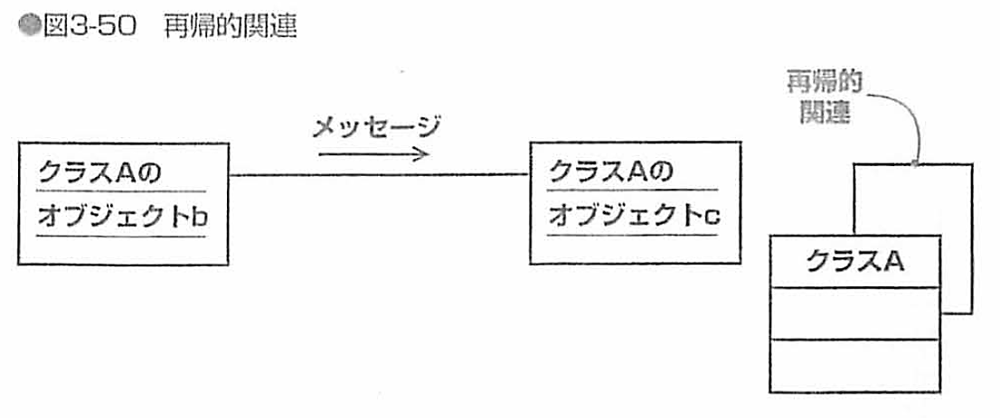 ●図3-50 再帰的関連
メッセージ
クラスAの
オブジェクトb
クラスAの
オブジェクトc
再帰的
関連
クラスA